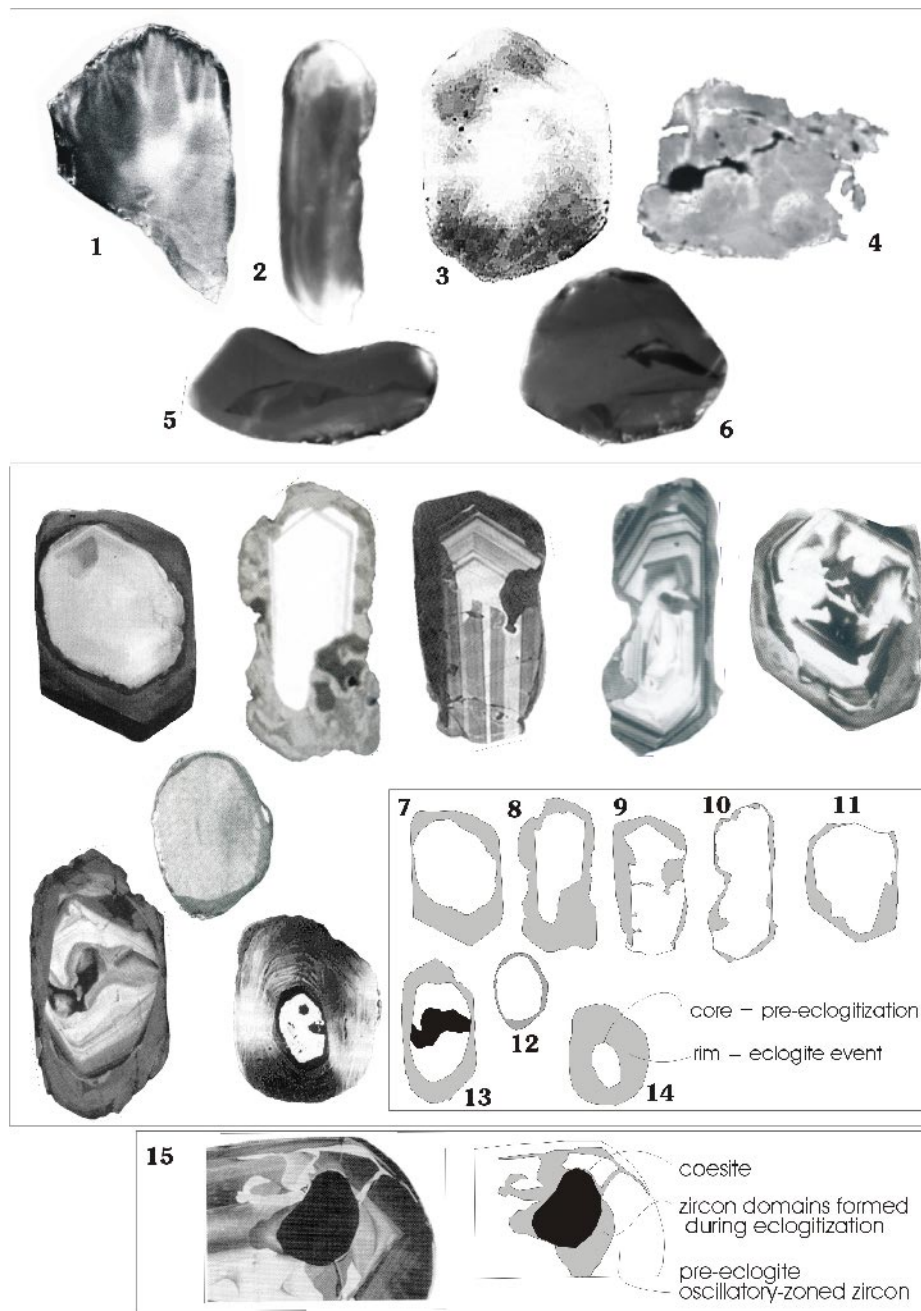 1
2
3
4
5
6
7
8
9
10
11
12
13
14
core – pre-eclogitization
rim – eclogite event
15
coesite
zircon domains formed
during eclogitization
pre-eclogite
oscillatory-zoned zircon